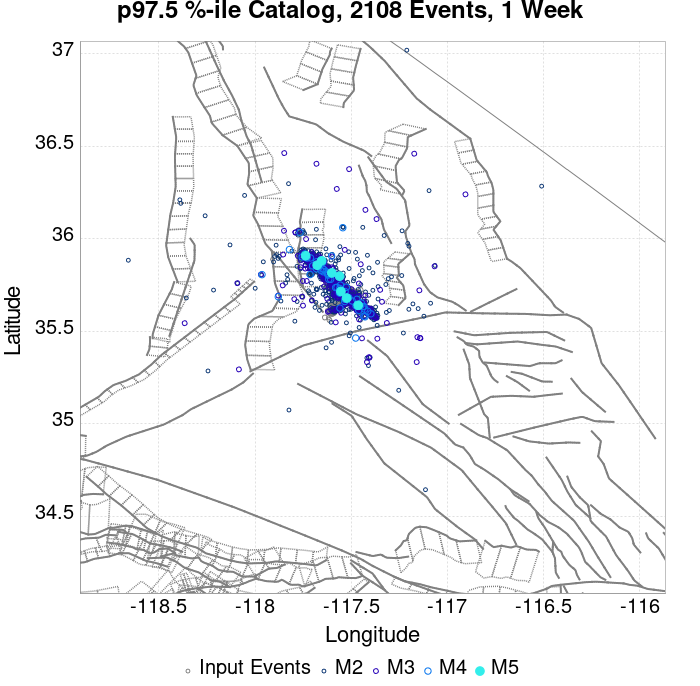 p97.5 %-ile Catalog, 2108 Events, 1 Week
37
36.5
36
35.5
35
34.5
Latitude
-118.5 -118 -117.5 -117 -116.5 -116
Longitude
Input Events M2 M3 M4 M5